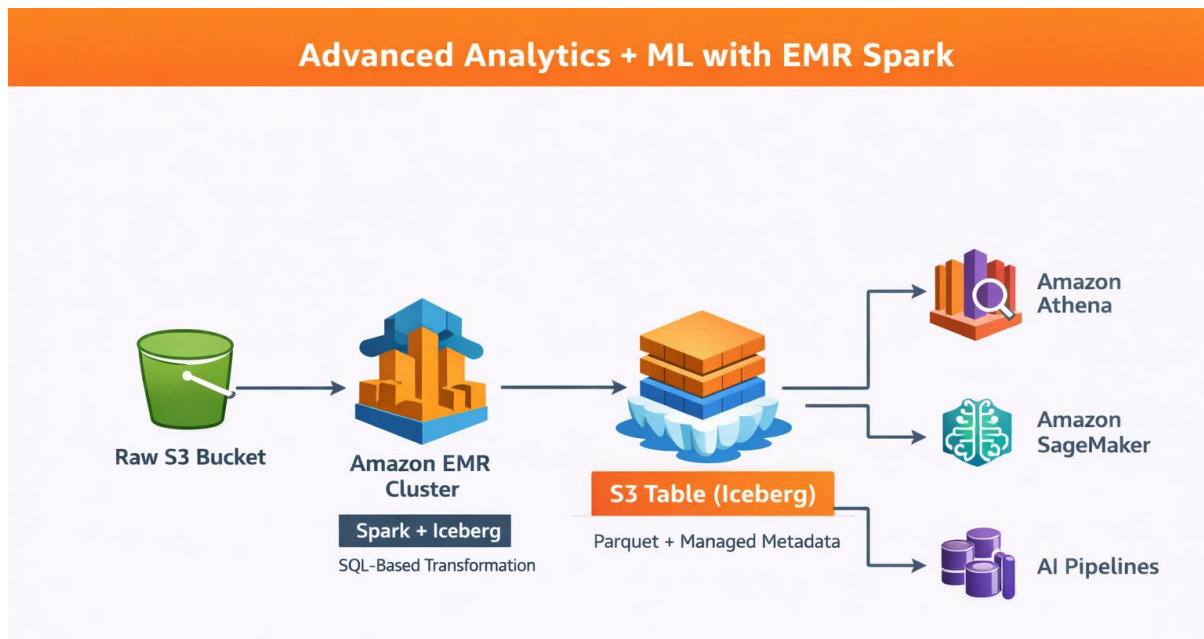 Advanced Analytics + ML with EMR Spark
Raw S3 Bucket
Amazon EMR
Cluster
Spark + Iceberg
SQL-Based Transformation
S3 Table (Iceberg)
Parquet + Managed Metadata
Amazon
Athena
Amazon
SageMaker
AI Pipelines